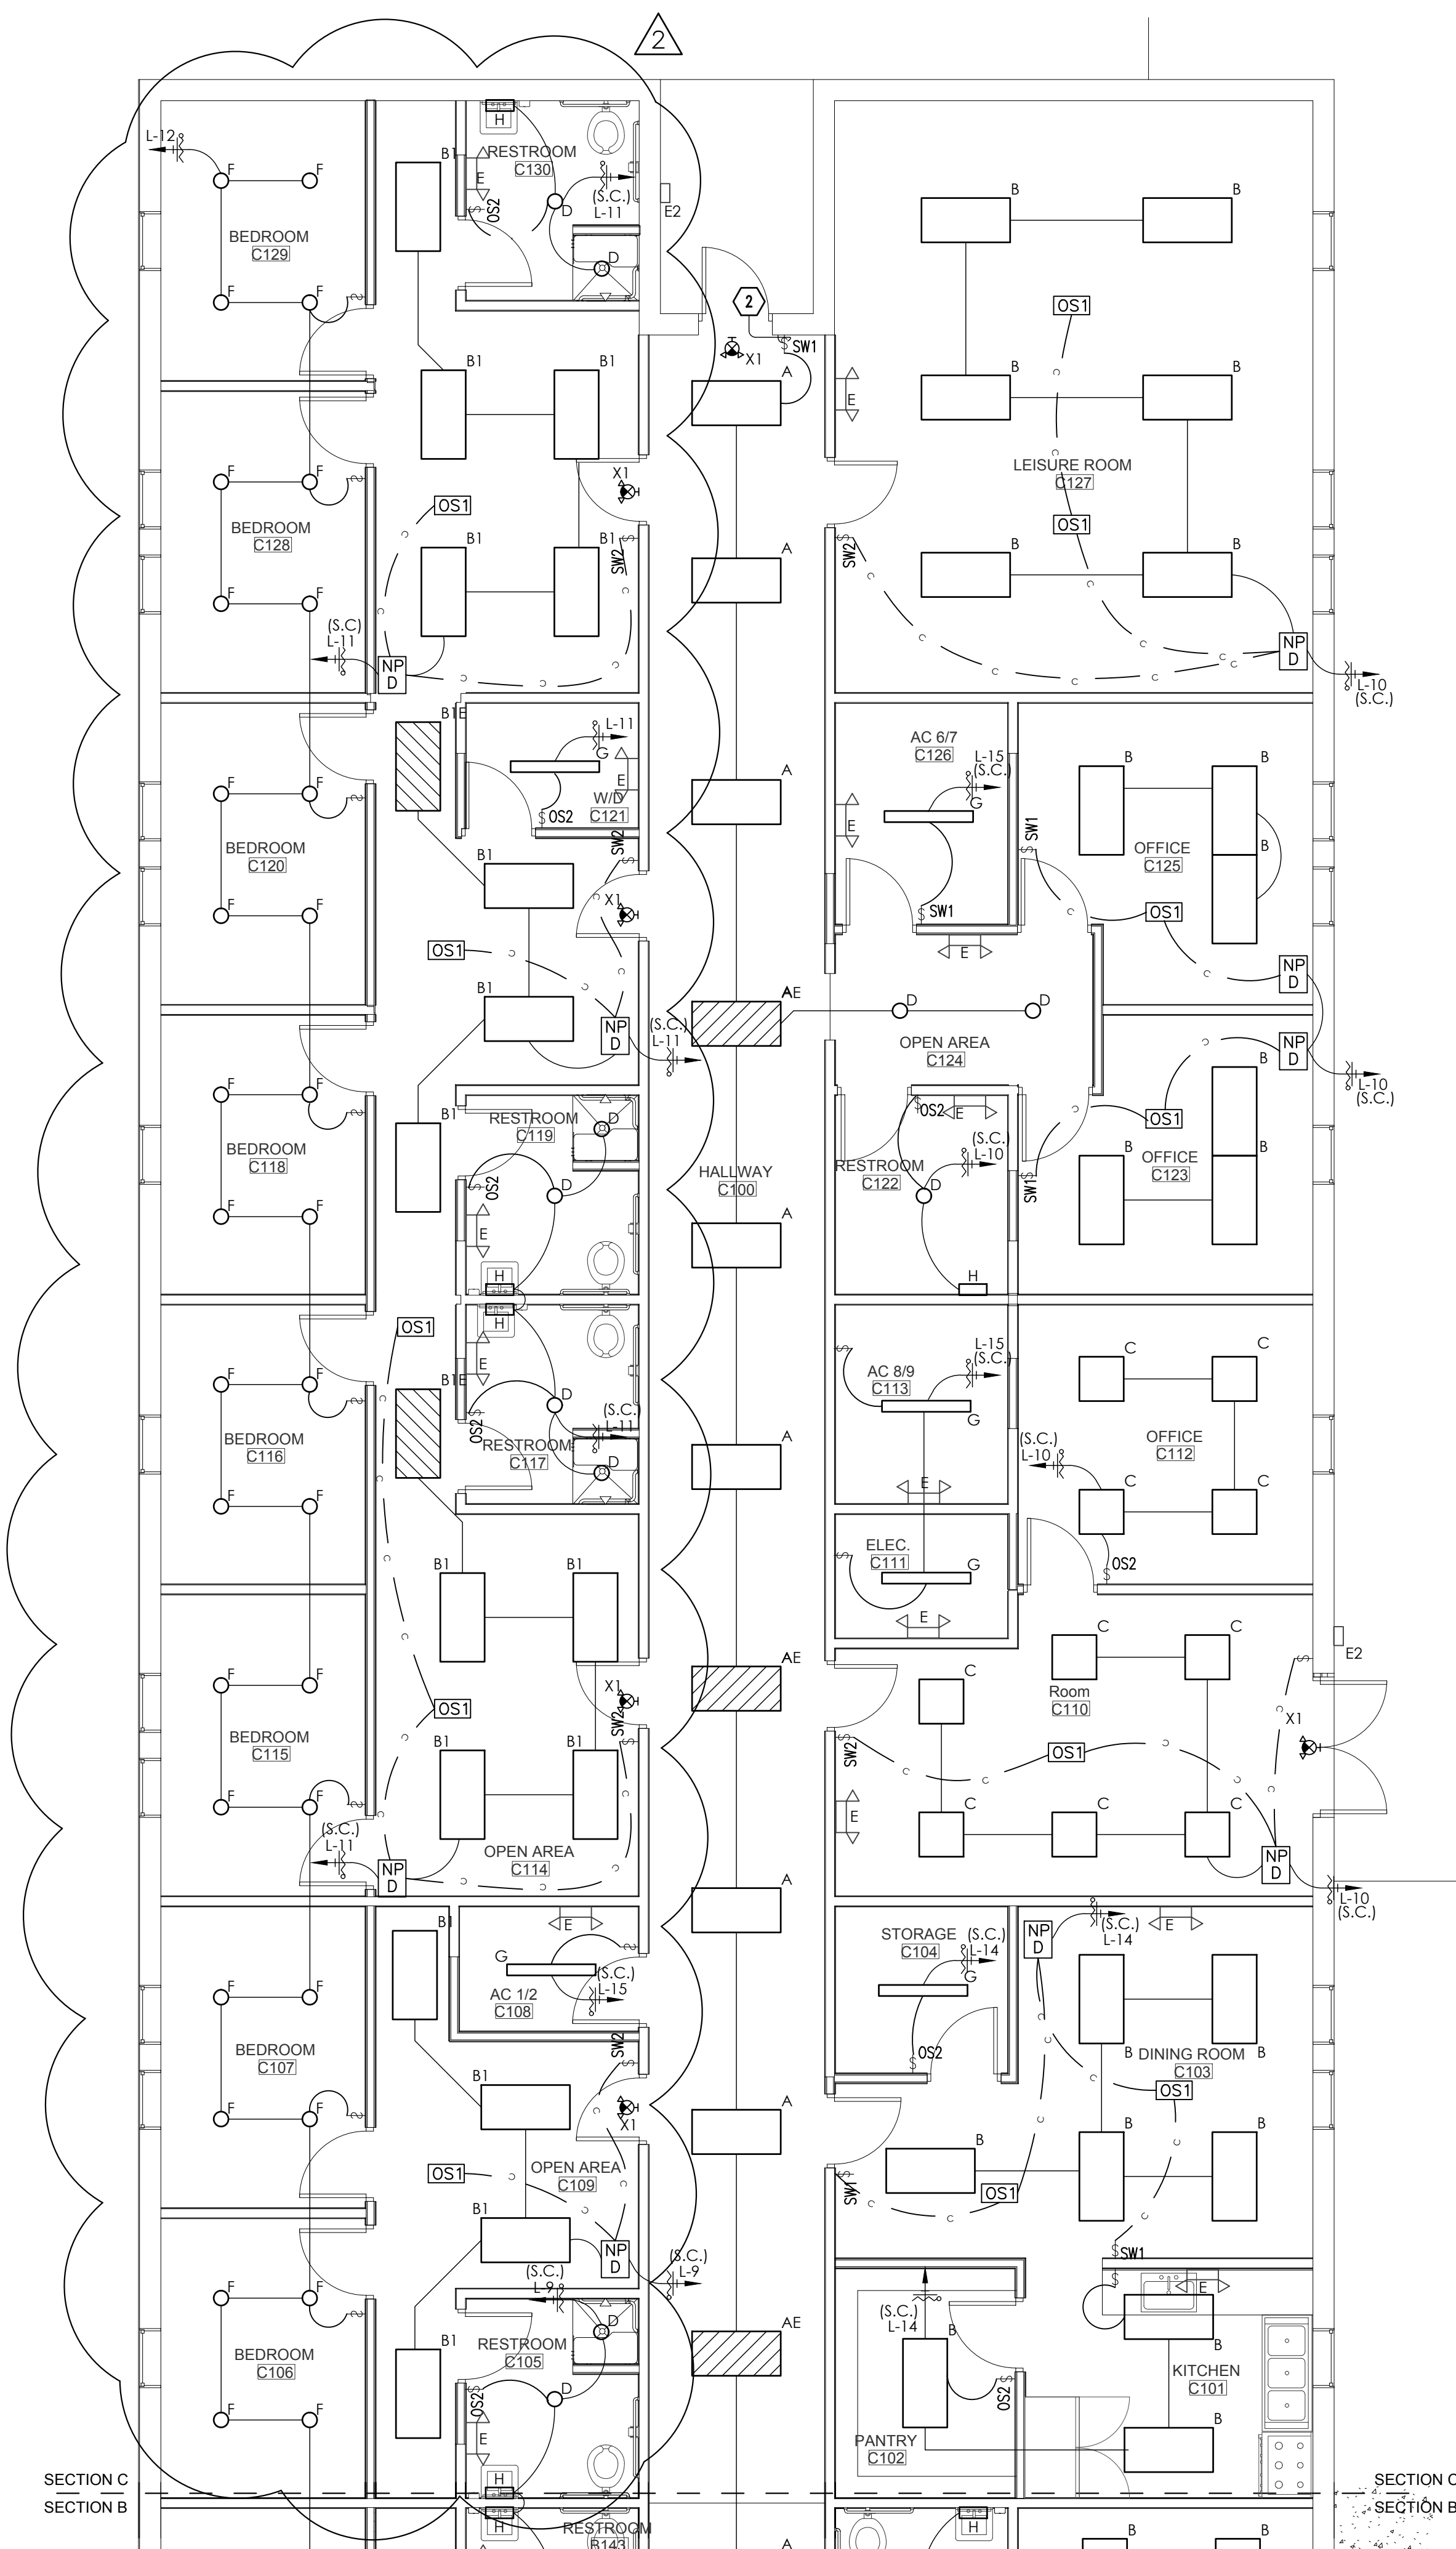 2
L-12
F
F
BEDROOM
C129
F
F
B1
H
RESTROOM
C130
E
OS2
D
(S.C.)
L-11
D
E2
2
SW1
X1
A
E
B
B
OS1
B
B
LEISURE ROOM
C127
OS1
B
B
NP
D
L-10
(S.C.)
B1
B1
F
F
BEDROOM
C128
F
F
X1
OS1
B1
B1
SW2
SW2
A
(S.C)
L-11
NP
D
B1E
L-11
G
E
W/D
C121
OS2
SW2
F
F
BEDROOM
C120
F
F
B1
X1
OS1
B1
NP
D
(S.C.)
L-11
A
AC 6/7
C126
L-15
(S.C.)
G
E
SW1
SW1
E
B
B
OFFICE
C125
B
OS1
NP
D
AE
D
D
OPEN AREA
C124
NP
D
L-10
(S.C.)
F
F
BEDROOM
C118
F
F
B1
RESTROOM
C119
D
OS2
D
E
H
HALLWAY
C100
A
OS2
E
(S.C.)
L-10
RESTROOM
C122
D
H
SW1
OS1
B
OFFICE
C123
B
B
OS1
H
E
B1E
D
OS2
(S.C.)
L-11
RESTROOM
C117
D
F
F
BEDROOM
C116
F
F
A
AC 8/9
C113
L-15
(S.C.)
G
E
C
C
OFFICE
C112
(S.C.)
L-10
C
C
OS2
ELEC.
C111
G
E
B1
B1
F
F
BEDROOM
C115
F
F
X1
SW2
OS1
B1
B1
OPEN AREA
C114
(S.C.)
L-11
NP
D
AE
C
C
C
Room
C110
E2
X1
SW2
OS1
E
C
C
C
NP
D
L-10
(S.C.)
A
B1
E
G
(S.C.)
L-15
AC 1/2
C108
SW2
F
F
BEDROOM
C107
F
F
B1
X1
OPEN AREA
C109
OS1
B1
NP
D
(S.C.)
L-9
(S.C.)
L-9
A
STORAGE
C104
(S.C.)
L-14
G
OS2
NP
D
(S.C.)
L-14
E
B
B
DINING ROOM
C103
OS1
B
B
B
OS1
SW1
SW1
F
F
BEDROOM
C106
F
F
B1
RESTROOM
C105
D
OS2
D
E
H
AE
(S.C.)
L-14
B
OS2
PANTRY
C102
E
B
KITCHEN
C101
B
SECTION C
SECTION C
SECTION B
SECTION B
H
RESTROOM
B143
A
H
B
B